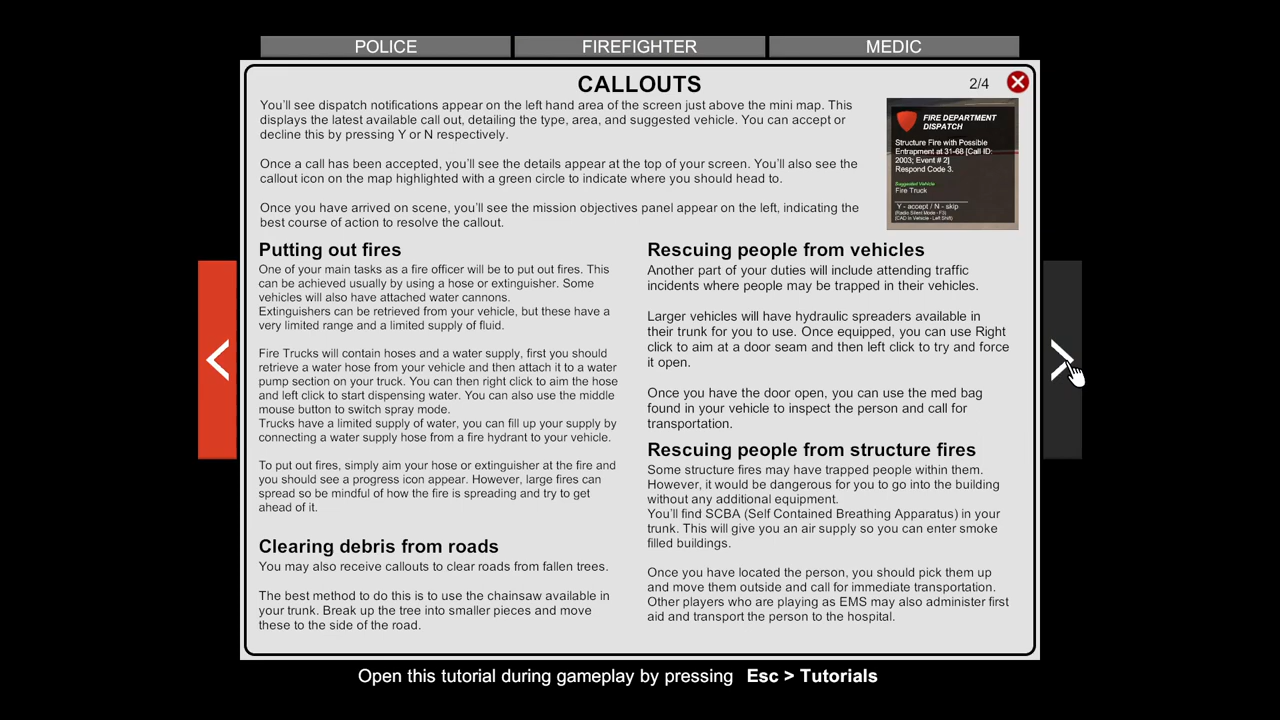 POLICE
FIREFIGHTER
MEDIC
CALLOUTS
2/4
You'll see dispatch notifications appear on the left hand area of the screen just above the mini map. This
displays the latest available call out, detailing the type, area, and suggested vehicle. You can accept or
decline this by pressing Y or N respectively.
Once a call has been accepted, you'll see the details appear at the top of your screen. You'll also see the
callout icon on the map highlighted with a green circle to indicate where you should head to.
Once you have arrived on scene, you'll see the mission objectives panel appear on the left, indicating the
best course of action to resolve the callout.
FIRE DEPARTMENT
DISPATCH
Structure Fire with Possible
Entrapment at 31-68 [Call ID:
2003; Event # 2]
Respond Code 3.
Suggested Vehicle
Fire Truck
Y - accept / N - skip
(Radio Silent Mode - F3)
(CAD In Vehicle - Left Shift)
Putting out fires
One of your main tasks as a fire officer will be to put out fires. This
can be achieved usually by using a hose or extinguisher. Some
vehicles will also have attached water cannons.
Extinguishers can be retrieved from your vehicle, but these have a
very limited range and a limited supply of fluid.
Fire Trucks will contain hoses and a water supply, first you should
retrieve a water hose from your vehicle and then attach it to a water
pump section on your truck. You can then right click to aim the hose
and left click to start dispensing water. You can also use the middle
mouse button to switch spray mode.
Trucks have a limited supply of water, you can fill up your supply by
connecting a water supply hose from a fire hydrant to your vehicle.
To put out fires, simply aim your hose or extinguisher at the fire and
you should see a progress icon appear. However, large fires can
spread so be mindful of how the fire is spreading and try to get
ahead of it.
Clearing debris from roads
You may also receive callouts to clear roads from fallen trees.
The best method to do this is to use the chainsaw available in
your trunk. Break up the tree into smaller pieces and move
these to the side of the road.
Rescuing people from vehicles
Another part of your duties will include attending traffic
incidents where people may be trapped in their vehicles.
Larger vehicles will have hydraulic spreaders available in
their trunk for you to use. Once equipped, you can use Right
click to aim at a door seam and then left click to try and force
it open.
Once you have the door open, you can use the med bag
found in your vehicle to inspect the person and call for
transportation.
Rescuing people from structure fires
Some structure fires may have trapped people within them.
However, it would be dangerous for you to go into the building
without any additional equipment.
You'll find SCBA (Self Contained Breathing Apparatus) in your
trunk. This will give you an air supply so you can enter smoke
filled buildings.
Once you have located the person, you should pick them up
and move them outside and call for immediate transportation.
Other players who are playing as EMS may also administer first
aid and transport the person to the hospital.
Open this tutorial during gameplay by pressing Esc > Tutorials